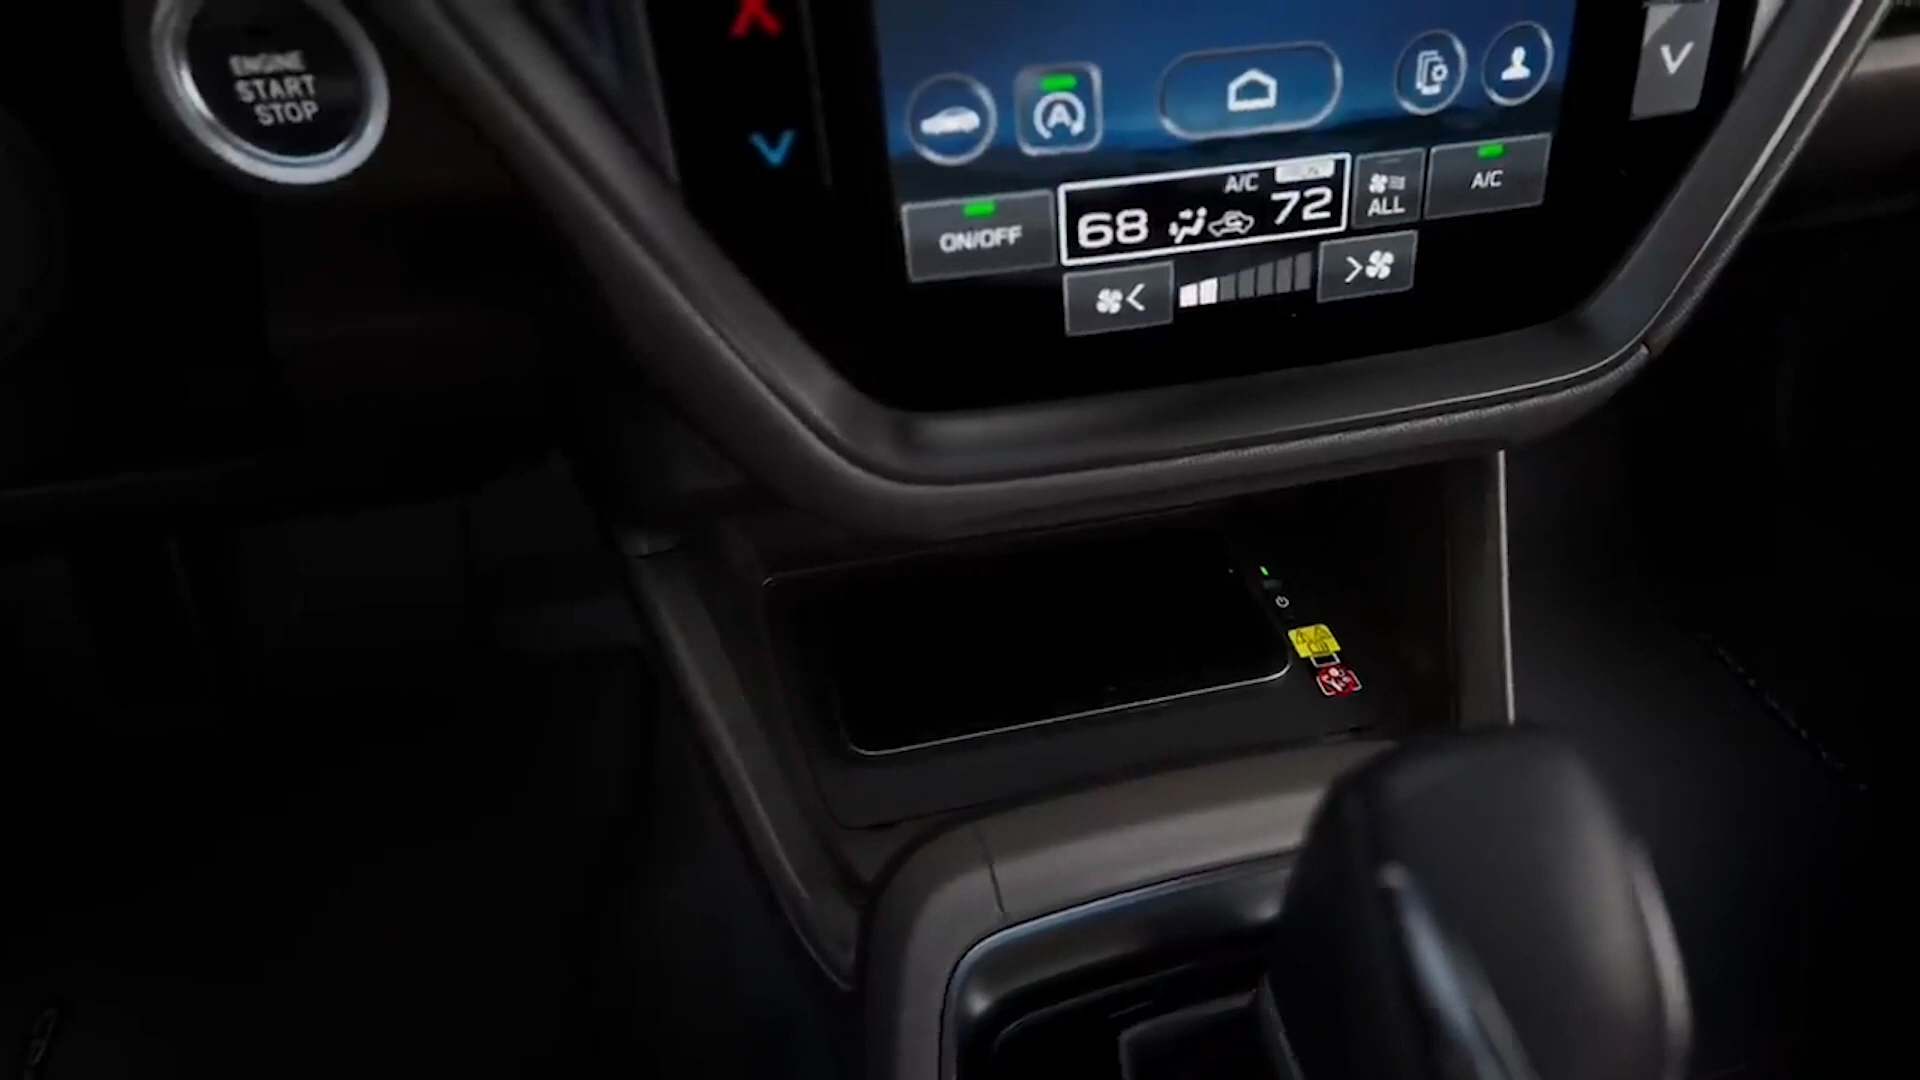 ENGINE
START
STOP
A
A/C
68
72
ON/OFF
ALL
A/C